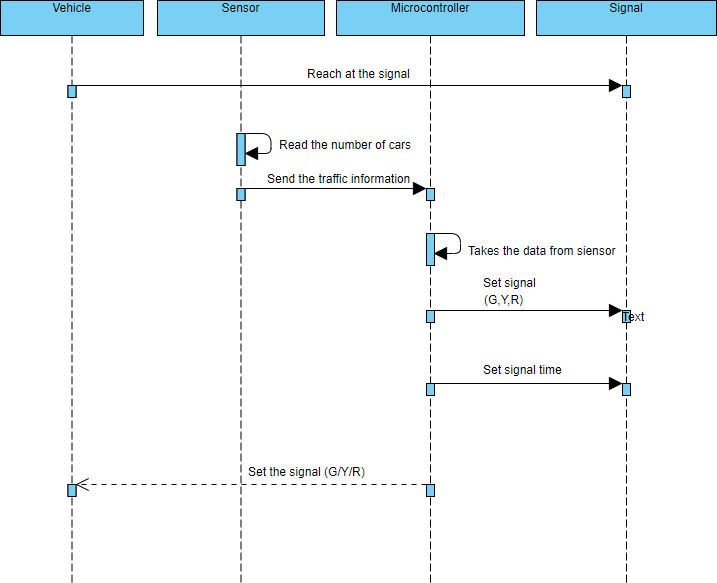 Vehicle
Sensor
Microcontroller
Signal
Reach at the signal
Read the number of cars
Send the traffic information
Takes the data from siensor
Set signal
(G,Y,R)
Text
Set signal time
Set the signal (G/Y/R)